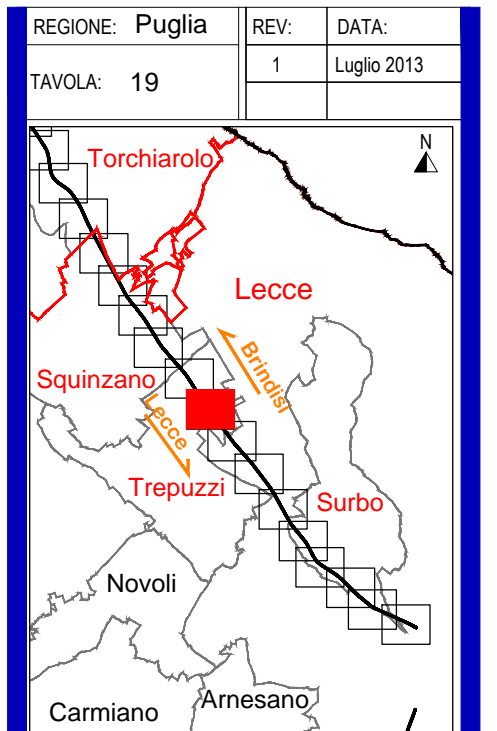 REGIONE: Puglia
REV: DATA:
1 Luglio 2013
TAVOLA: 19
N
Torchiarolo
Lecce
Brindisi
Squinzano
Lecce
Trepuzzi
Surbo
Novoli
Arnesano
Carmiano